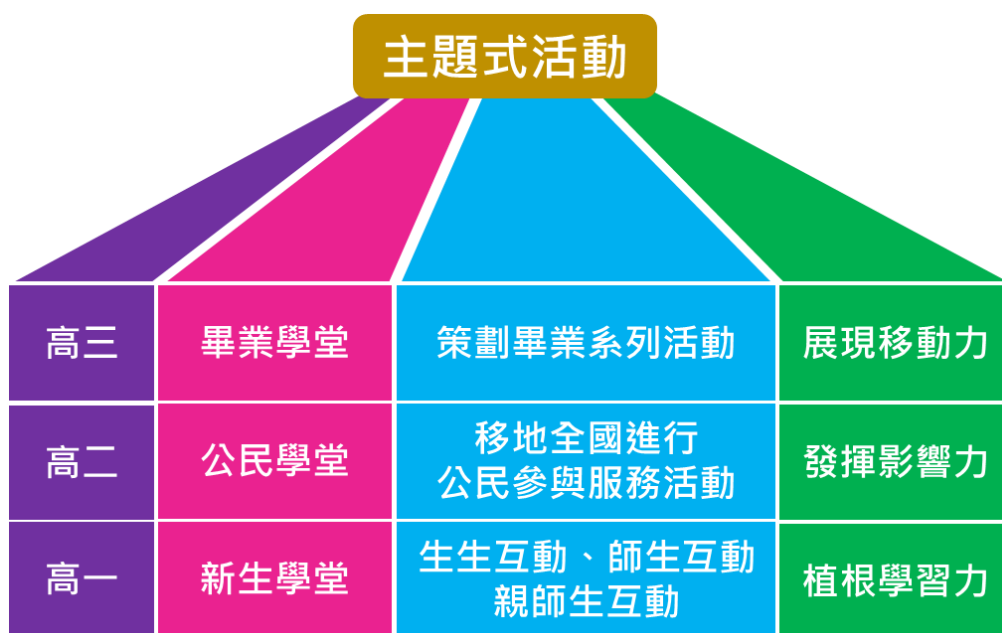 主題式活動
高三
畢業學堂
策劃畢業系列活動
展現移動力
高二
公民學堂
移地全國進行
公民參與服務活動
發揮影響力
高一
新生學堂
生生互動、師生互動
親師生互動
植根學習力